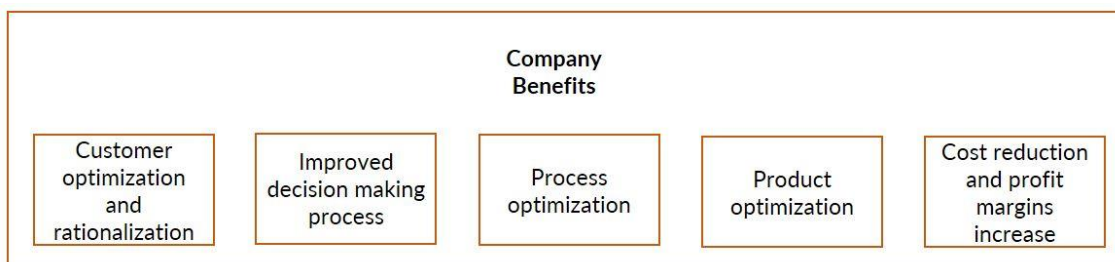 Company
Benefits
Customer
optimization
and
rationalization
Improved
decision making
process
Process
optimization
Product
optimization
Cost reduction
and profit
margins
increase